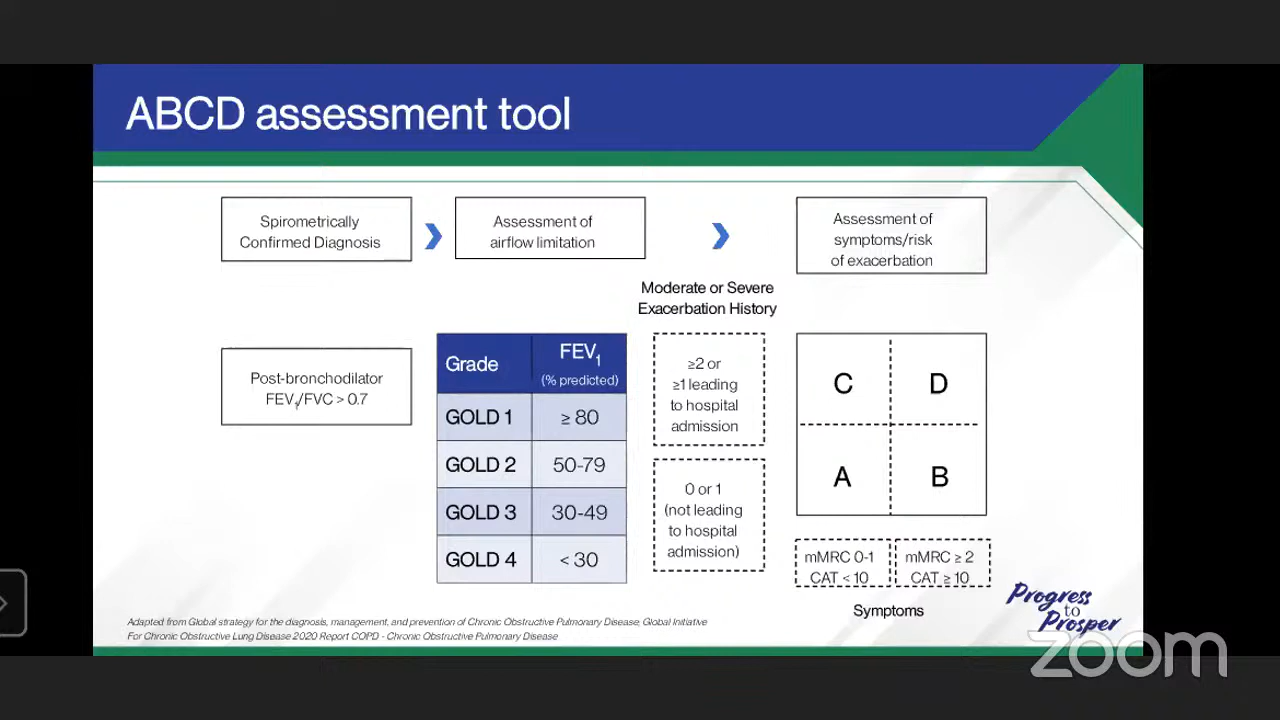 ABCD assessment tool
Spirometrically
Confirmed Diagnosis
Assessment of
airflow limitation
Assessment of
symptoms/risk
of exacerbation
Moderate or Severe
Exacerbation History
Post-bronchodilator
FEV₁/FVC > 0.7
Grade
FEV₁
(% predicted)
GOLD 1
≥ 80
GOLD 2
50-79
GOLD 3
30-49
GOLD 4
< 30
≥2 or
≥1 leading
to hospital
admission
0 or 1
(not leading
to hospital
admission)
C
D
A
B
mMRC 0-1
CAT < 10
mMRC ≥ 2
CAT ≥ 10
Symptoms
Adapted from Global strategy for the diagnosis, management, and prevention of Chronic Obstructive Pulmonary Disease, Global Initiative
For Chronic Obstructive Lung Disease 2020 Report COPD - Chronic Obstructive Pulmonary Disease
Progress
to
Prosper
zoom